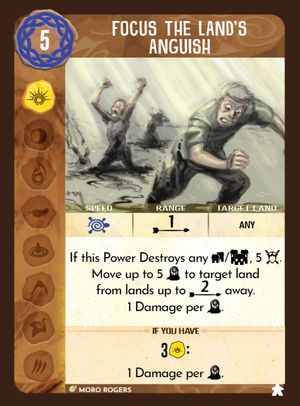 5
FOCUS THE LAND'S
ANGUISH
SPEED RANGE TARGET LAND
1 ANY
If this Power Destroys any / , 5 .
Move up to 5 to target land
from lands up to 2 away.
1 Damage per .
IF YOU HAVE
3 :
1 Damage per .
MORO ROGERS